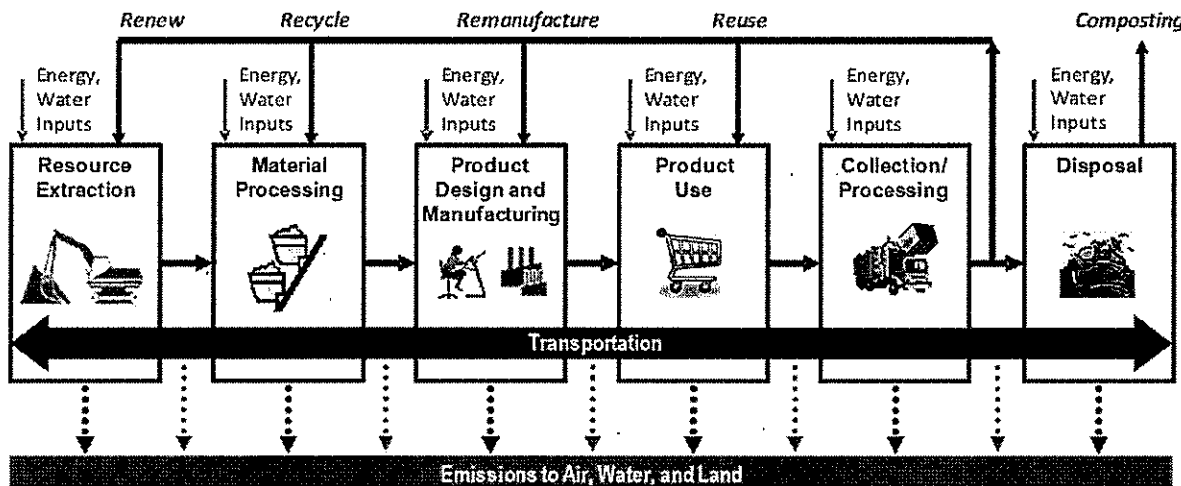 Renew
Recycle
Remanufacture
Reuse
Composting
Energy,
Water
Inputs
Energy,
Water
Inputs
Energy,
Water
Inputs
Energy,
Water
Inputs
Energy,
Water
Inputs
Energy,
Water
Inputs
Resource
Extraction
Material
Processing
Product
Design and
Manufacturing
Product
Use
Collection/
Processing
Disposal
Transportation
Emissions to Air, Water, and Land